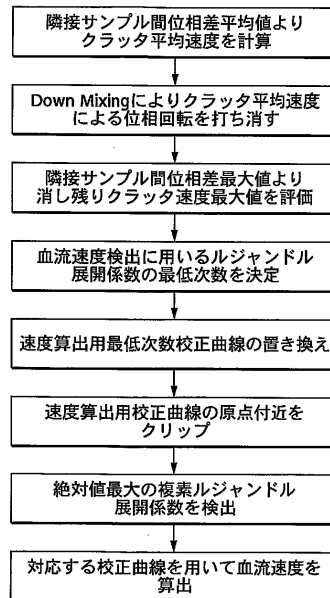 隣接サンプル間位相差平均値より
クラッタ平均速度を計算
Down Mixingによりクラッタ平均速度
による位相回転を打ち消す
隣接サンプル間位相差最大値より
消し残りクラッタ速度最大値を評価
血流速度検出に用いるルジャンドル
展開係数の最低次数を決定
速度算出用最低次数校正曲線の置き換え
速度算出用校正曲線の原点付近を
クリップ
絶対値最大の複素ルジャンドル
展開係数を検出
対応する校正曲線を用いて血流速度を
算出